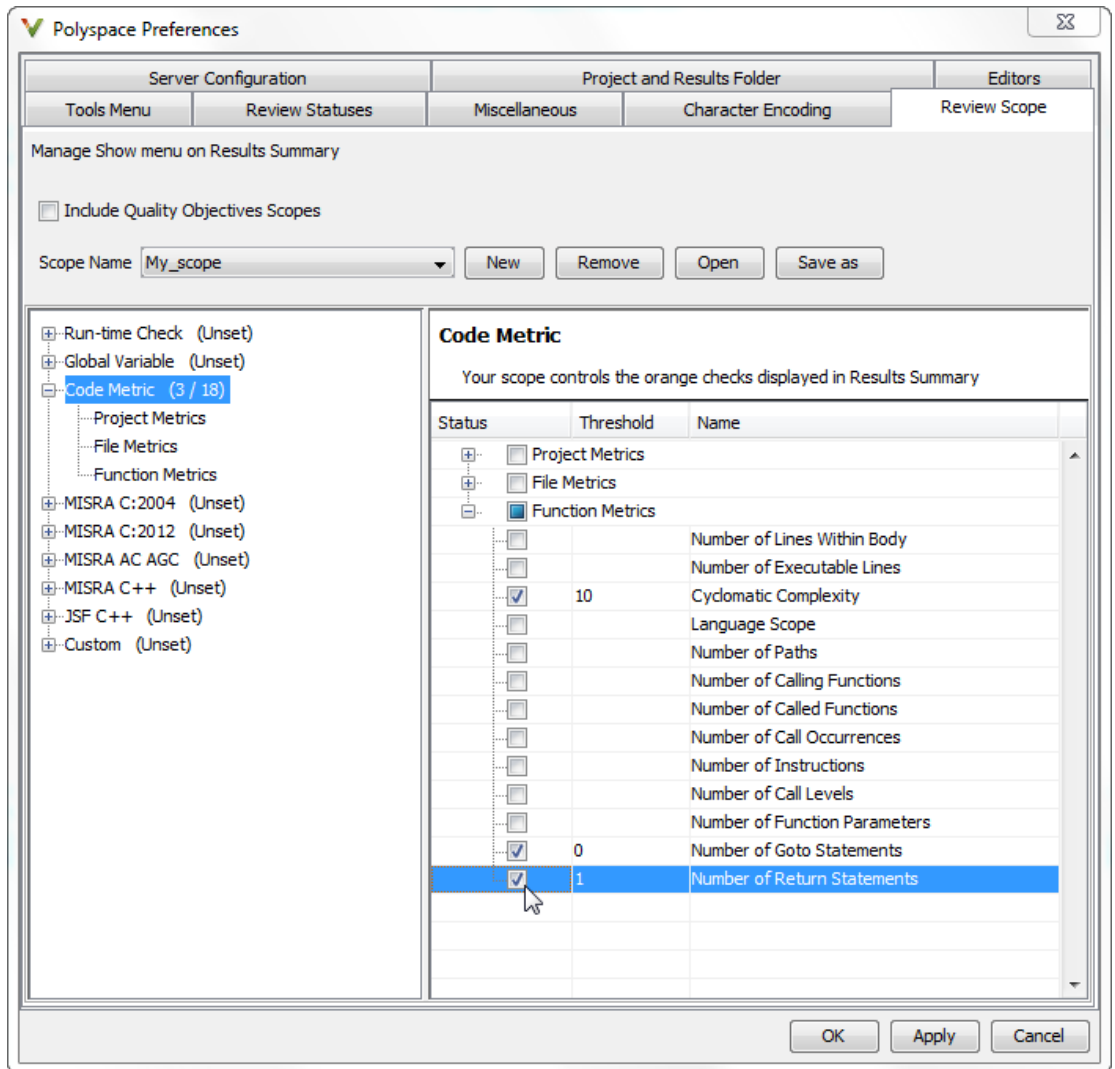 Polyspace Preferences
Server Configuration Project and Results Folder Editors
Tools Menu Review Statuses Miscellaneous Character Encoding Review Scope
Manage Show menu on Results Summary
Include Quality Objectives Scopes
Scope Name My_scope New Remove Open Save as
Run-time Check (Unset)
Global Variable (Unset)
Code Metric (3 / 18)
Project Metrics
File Metrics
Function Metrics
MISRA C:2004 (Unset)
MISRA C:2012 (Unset)
MISRA AC AGC (Unset)
MISRA C++ (Unset)
JSF C++ (Unset)
Custom (Unset)
Code Metric
Your scope controls the orange checks displayed in Results Summary
Status Threshold Name
Project Metrics
File Metrics
Function Metrics
Number of Lines Within Body
Number of Executable Lines
10 Cyclomatic Complexity
Language Scope
Number of Paths
Number of Calling Functions
Number of Called Functions
Number of Call Occurrences
Number of Instructions
Number of Call Levels
Number of Function Parameters
0 Number of Goto Statements
1 Number of Return Statements
OK Apply Cancel